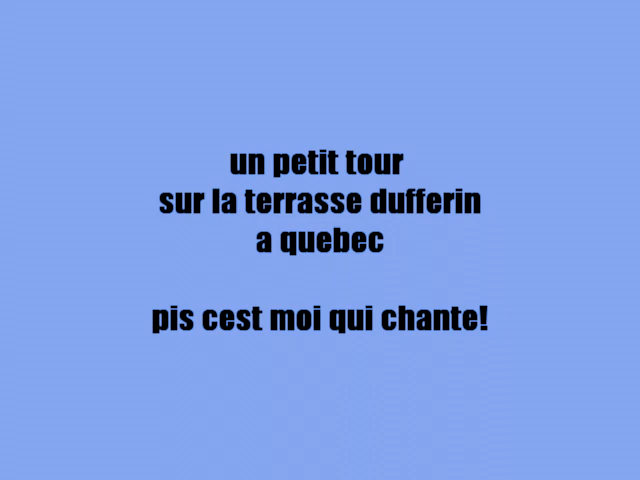 un petit tour
sur la terrasse dufferin
a quebec
pis cest moi qui chante!